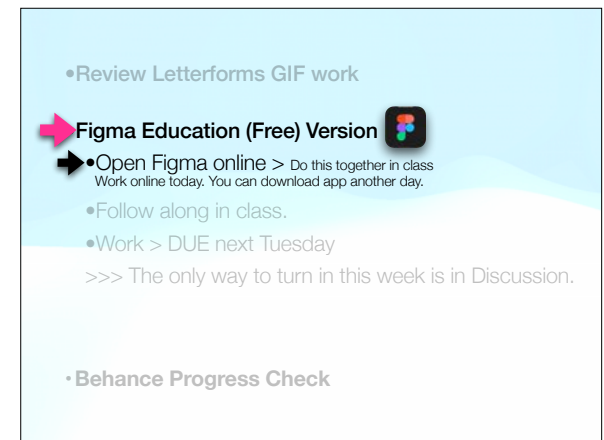 •Review Letterforms GIF work
Figma Education (Free) Version
•Open Figma online > Do this together in class
Work online today. You can download app another day.
•Follow along in class.
•Work > DUE next Tuesday
>>> The only way to turn in this week is in Discussion.
•Behance Progress Check